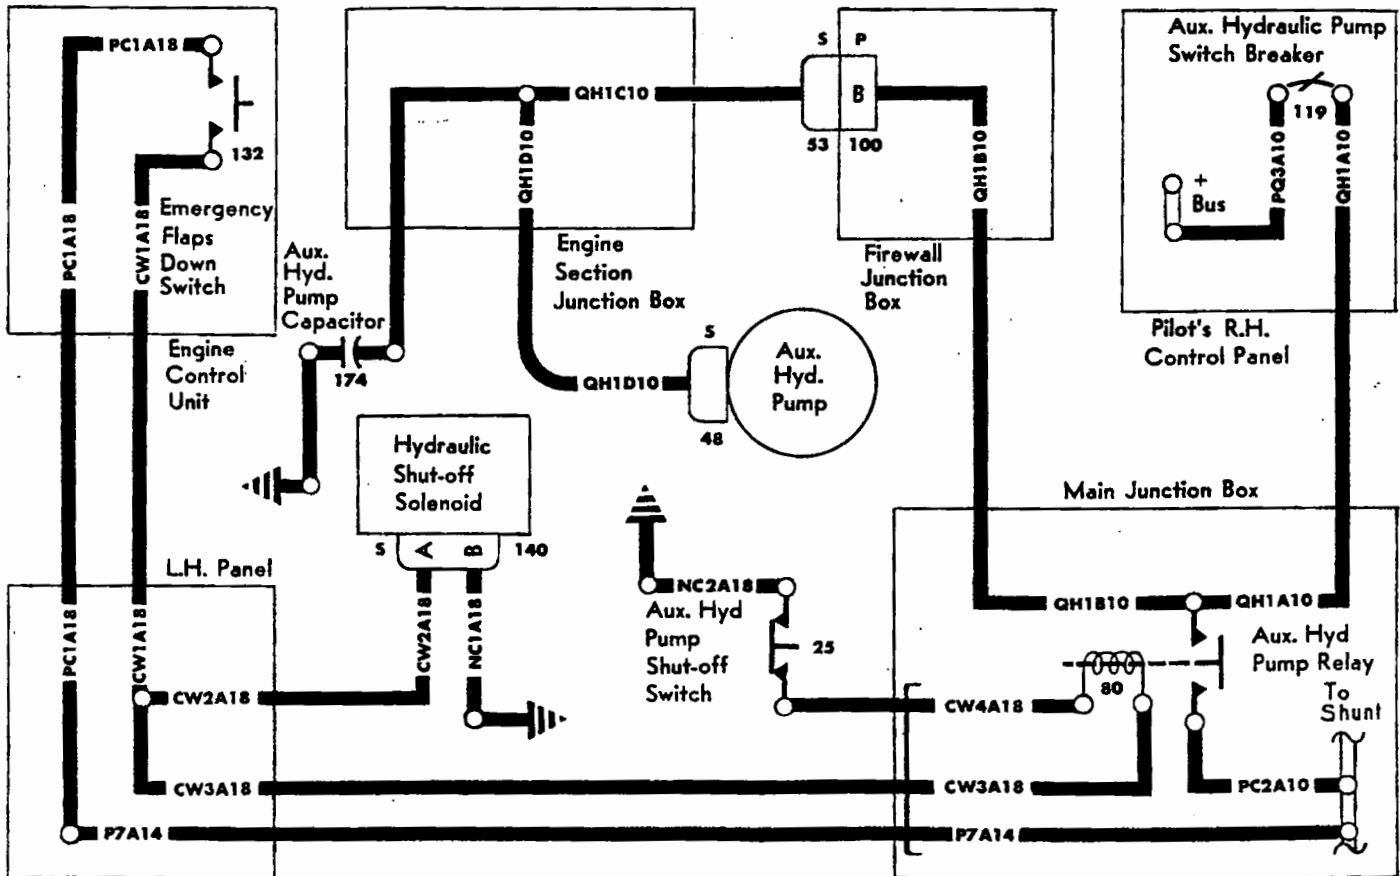 PC1A18
132
PC1A18
CW1A18
Emergency
Flaps
Down
Switch
Engine
Control
Unit
Aux.
Hyd.
Pump
Capacitor
174
QH1C10
QH1D10
Engine
Section
Junction Box
QH1D10
S
48
Aux.
Hyd.
Pump
S P
B
53 100
QH1B10
Firewall
Junction
Box
Aux. Hydraulic Pump
Switch Breaker
119
PQ3A10
QH1A10
+
Bus
Pilot's R.H.
Control Panel
Hydraulic
Shut-off
Solenoid
S A B 140
CW2A18
NC1A18
L.H. Panel
PC1A18
CW1A18
CW2A18
CW3A18
P7A14
NC2A18
Aux. Hyd
Pump
Shut-off
Switch
25
Main Junction Box
QH1B10
QH1A10
Aux. Hyd
Pump Relay
80
To
Shunt
CW4A18
CW3A18
PC2A10
P7A14